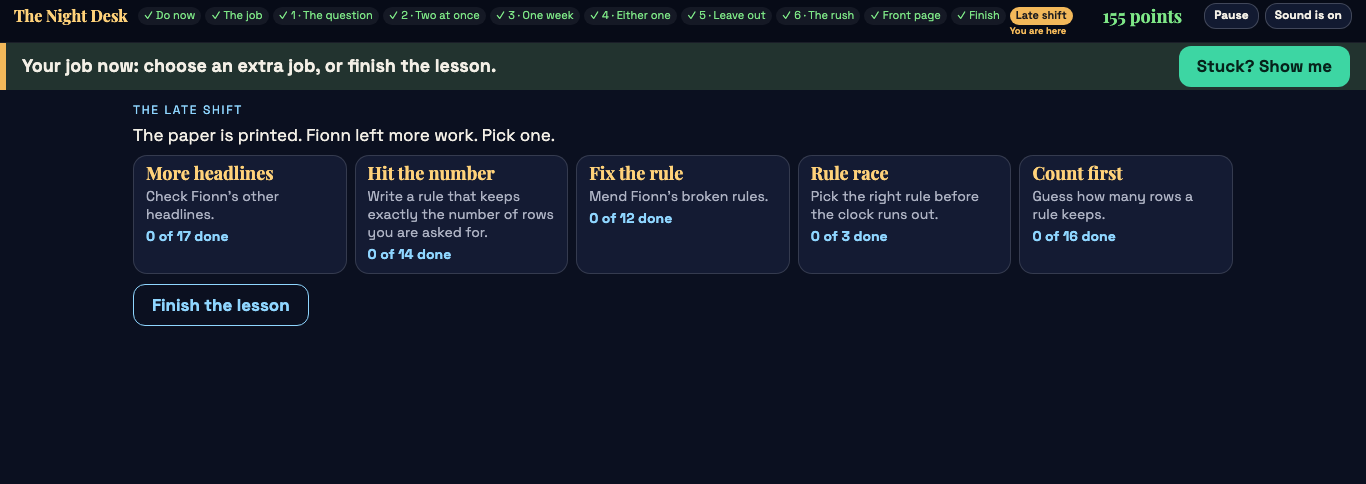 The Night Desk
✓ Do now
✓ The job
✓ 1 · The question
✓ 2 · Two at once
✓ 3 · One week
✓ 4 · Either one
✓ 5 · Leave out
✓ 6 · The rush
✓ Front page
✓ Finish
Late shift
You are here
155 points
Pause
Sound is on
Your job now: choose an extra job, or finish the lesson.
Stuck? Show me
THE LATE SHIFT
The paper is printed. Fionn left more work. Pick one.
More headlines
Check Fionn's other
headlines.
0 of 17 done
Hit the number
Write a rule that keeps
exactly the number of rows
you are asked for.
0 of 14 done
Fix the rule
Mend Fionn's broken rules.
0 of 12 done
Rule race
Pick the right rule before
the clock runs out.
0 of 3 done
Count first
Guess how many rows a
rule keeps.
0 of 16 done
Finish the lesson